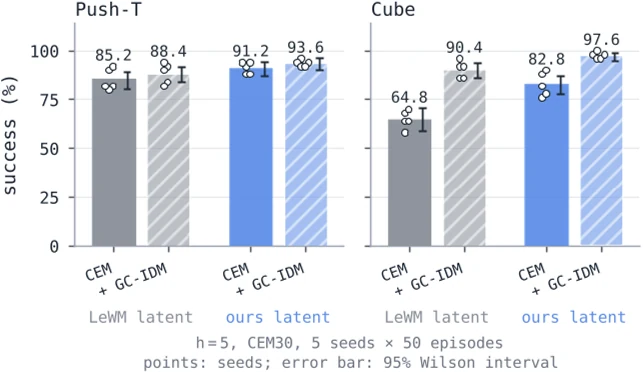 Push-T
Cube
success (%)
100
75
50
25
0
85.2
88.4
91.2
93.6
64.8
90.4
82.8
97.6
CEM
+ GC-IDM
CEM
+ GC-IDM
CEM
+ GC-IDM
CEM
+ GC-IDM
LeWM latent
ours latent
LeWM latent
ours latent
h=5, CEM30, 5 seeds × 50 episodes
points: seeds; error bar: 95% Wilson interval